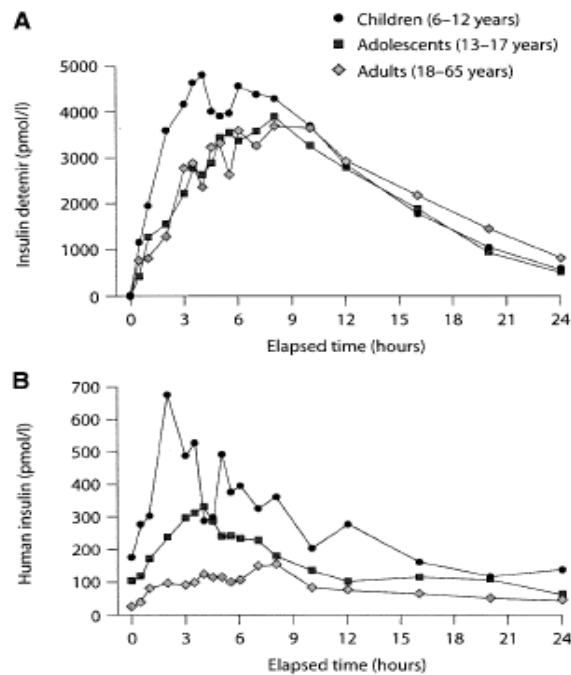 A
Children (6–12 years)
Adolescents (13–17 years)
Adults (18–65 years)
5000
4000
3000
2000
1000
0
Insulin detemir (pmol/l)
0 3 6 9 12 15 18 21 24
Elapsed time (hours)
B
700
600
500
400
300
200
100
0
Human insulin (pmol/l)
0 3 6 9 12 15 18 21 24
Elapsed time (hours)